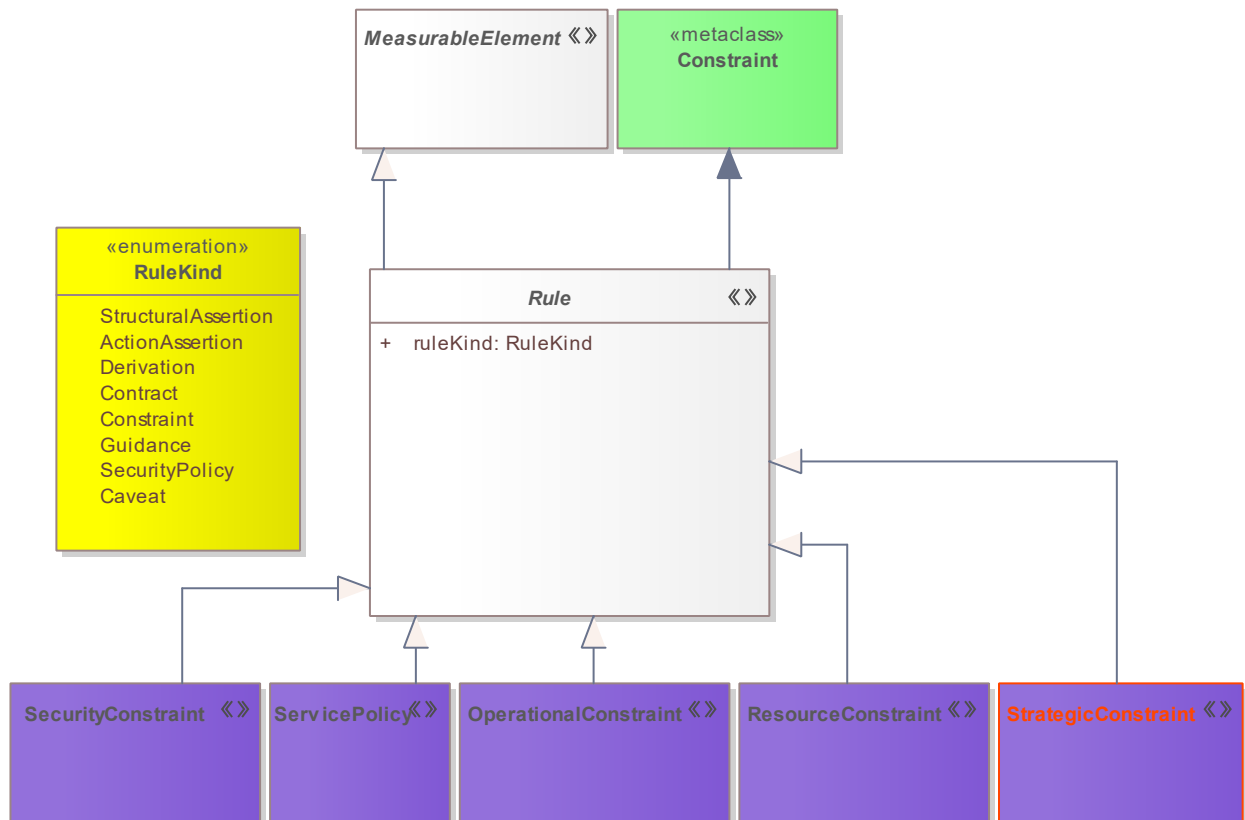 MeasurableElement «»
«metaclass»
Constraint
«enumeration»
RuleKind
StructuralAssertion
ActionAssertion
Derivation
Contract
Constraint
Guidance
SecurityPolicy
Caveat
Rule «»
+ ruleKind: RuleKind
SecurityConstraint «»
ServicePolicy «»
OperationalConstraint «»
ResourceConstraint «»
StrategicConstraint «»